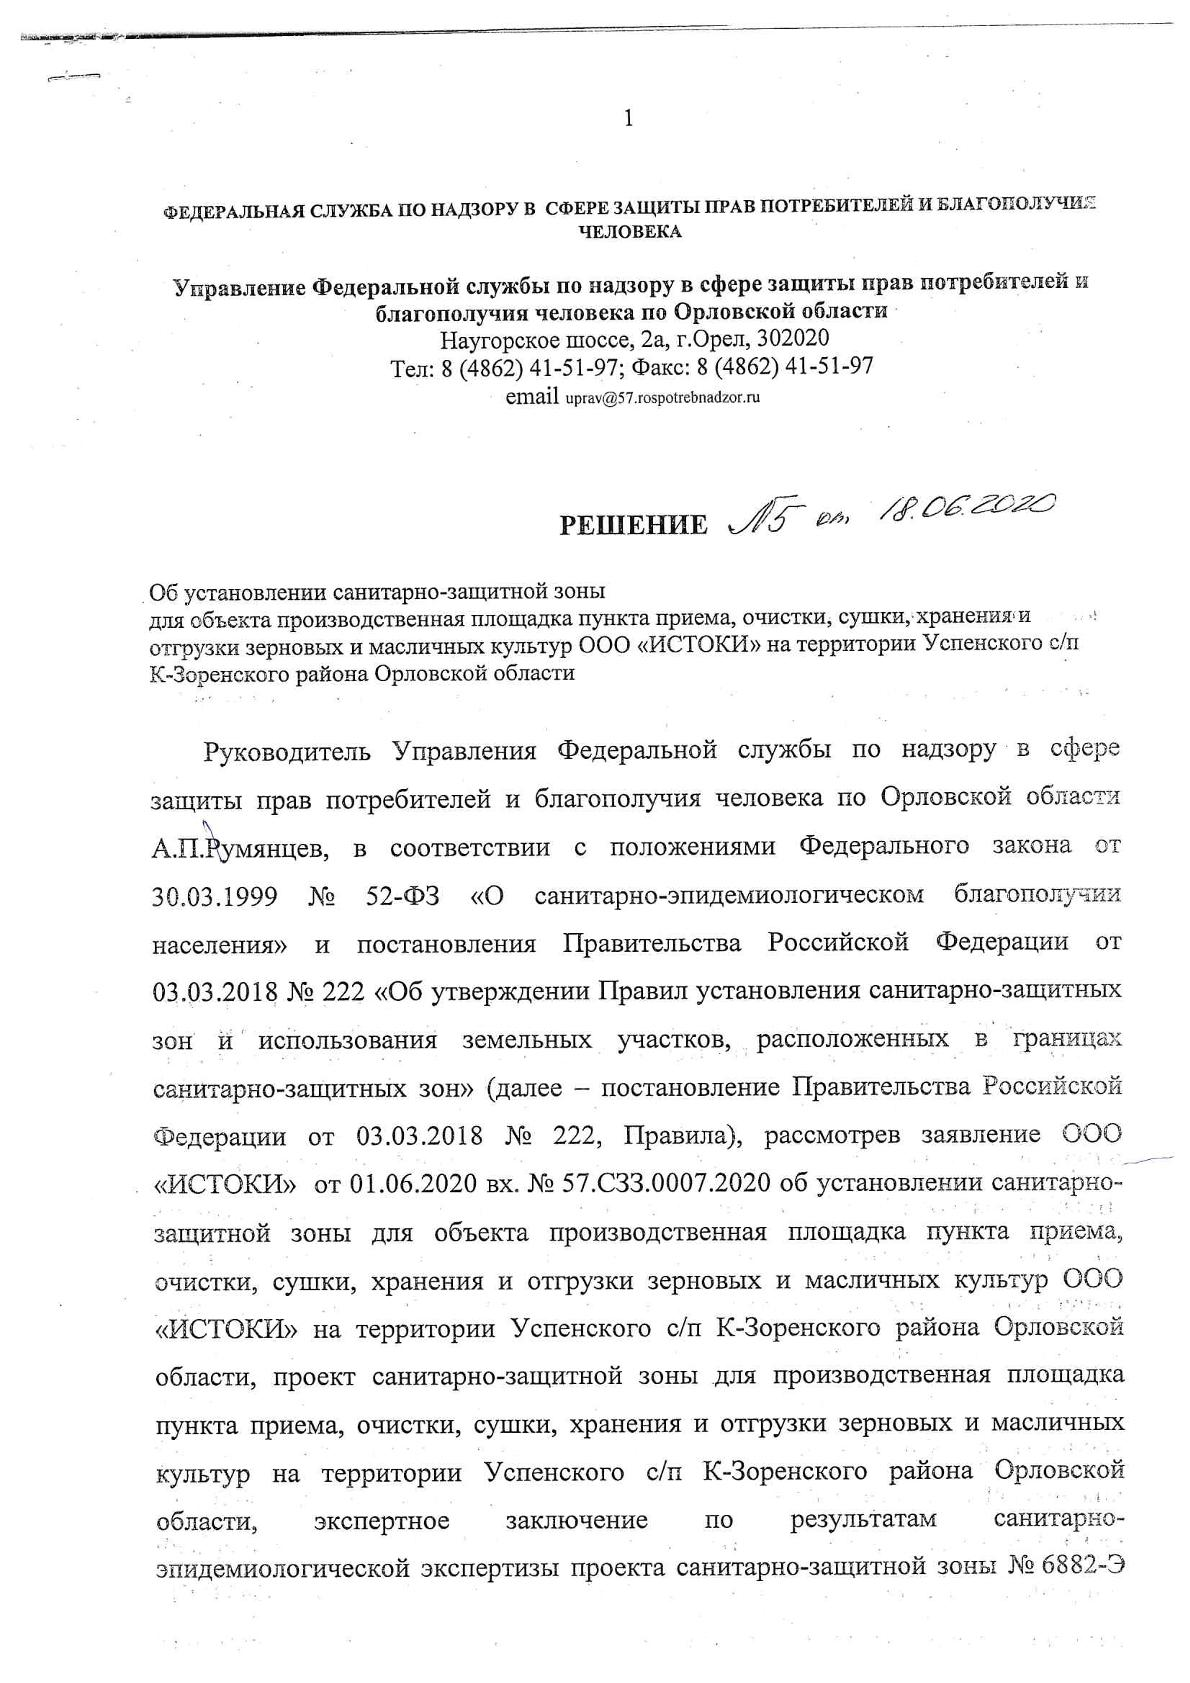 1
ФЕДЕРАЛЬНАЯ СЛУЖБА ПО НАДЗОРУ В СФЕРЕ ЗАЩИТЫ ПРАВ ПОТРЕБИТЕЛЕЙ И БЛАГОПОЛУЧИЯ
ЧЕЛОВЕКА
Управление Федеральной службы по надзору в сфере защиты прав потребителей и
благополучия человека по Орловской области
Наугорское шоссе, 2а, г.Орел, 302020
Тел: 8 (4862) 41-51-97; Факс: 8 (4862) 41-51-97
email uprav@57.rospotrebnadzor.ru
РЕШЕНИЕ №5 от 18.06.2020
Об установлении санитарно-защитной зоны
для объекта производственная площадка пункта приема, очистки, сушки, хранения и
отгрузки зерновых и масличных культур ООО «ИСТОКИ» на территории Успенского с/п
К-Зоренского района Орловской области
Руководитель Управления Федеральной службы по надзору в сфере
защиты прав потребителей и благополучия человека по Орловской области
А.П.Румянцев, в соответствии с положениями Федерального закона от
30.03.1999 № 52-ФЗ «О санитарно-эпидемиологическом благополучии
населения» и постановления Правительства Российской Федерации от
03.03.2018 № 222 «Об утверждении Правил установления санитарно-защитных
зон и использования земельных участков, расположенных в границах
санитарно-защитных зон» (далее – постановление Правительства Российской
Федерации от 03.03.2018 № 222, Правила), рассмотрев заявление ООО
«ИСТОКИ» от 01.06.2020 вх. № 57.СЗЗ.0007.2020 об установлении санитарно-
защитной зоны для объекта производственная площадка пункта приема,
очистки, сушки, хранения и отгрузки зерновых и масличных культур ООО
«ИСТОКИ» на территории Успенского с/п К-Зоренского района Орловской
области, проект санитарно-защитной зоны для производственная площадка
пункта приема, очистки, сушки, хранения и отгрузки зерновых и масличных
культур на территории Успенского с/п К-Зоренского района Орловской
области, экспертное заключение по результатам санитарно-
эпидемиологической экспертизы проекта санитарно-защитной зоны № 6882-Э